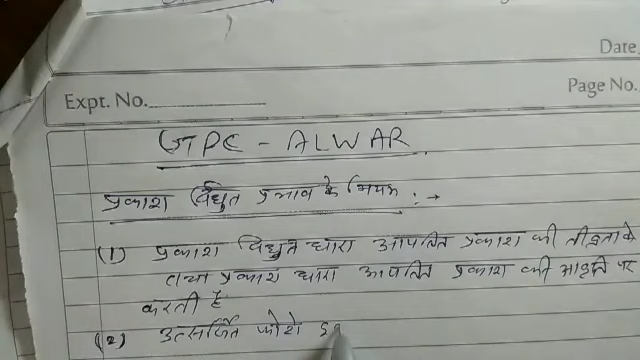 Date
Expt. No.
Page No.
GPC - ALWAR
प्रकाश विद्युत प्रभाव के नियम :→
(1) प्रकाश विद्युत धारा आपतित प्रकाश की तीव्रता के
तथा प्रकाश धारा आपतित प्रकाश की आवृति पर
करती है
(2) उत्सर्जित फोटो इ